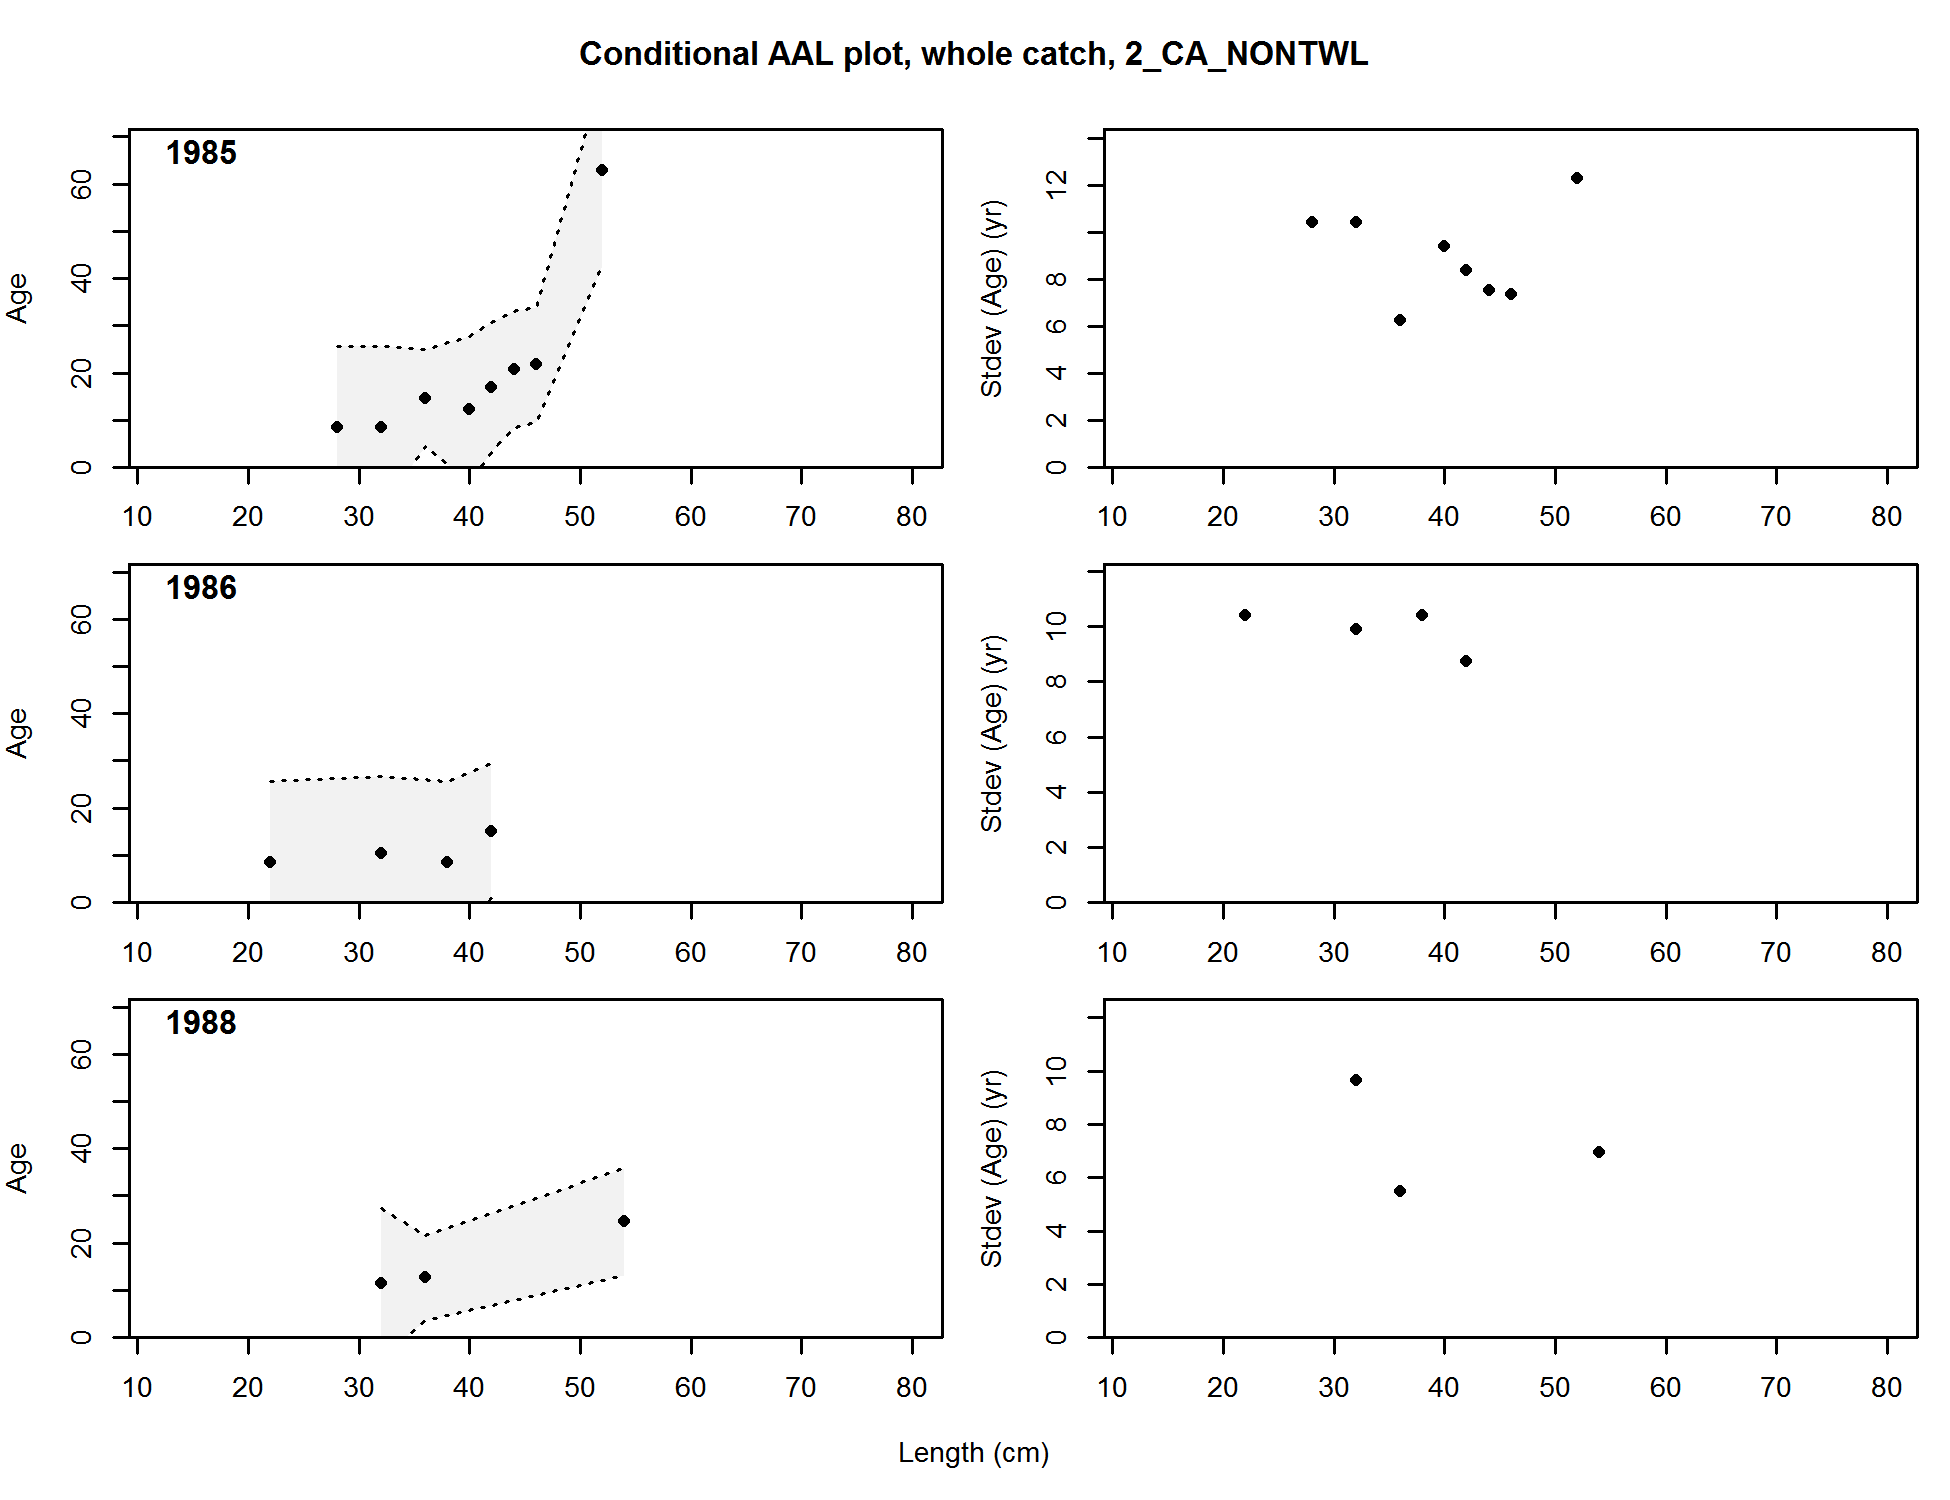 Conditional AAL plot, whole catch, 2_CA_NONTWL
1985
Age
0 20 40 60
10 20 30 40 50 60 70 80
Stdev (Age) (yr)
0 2 4 6 8 12
10 20 30 40 50 60 70 80
1986
Age
0 20 40 60
10 20 30 40 50 60 70 80
Stdev (Age) (yr)
0 2 4 6 8 10
10 20 30 40 50 60 70 80
1988
Age
0 20 40 60
10 20 30 40 50 60 70 80
Stdev (Age) (yr)
0 2 4 6 8 10
10 20 30 40 50 60 70 80
Length (cm)